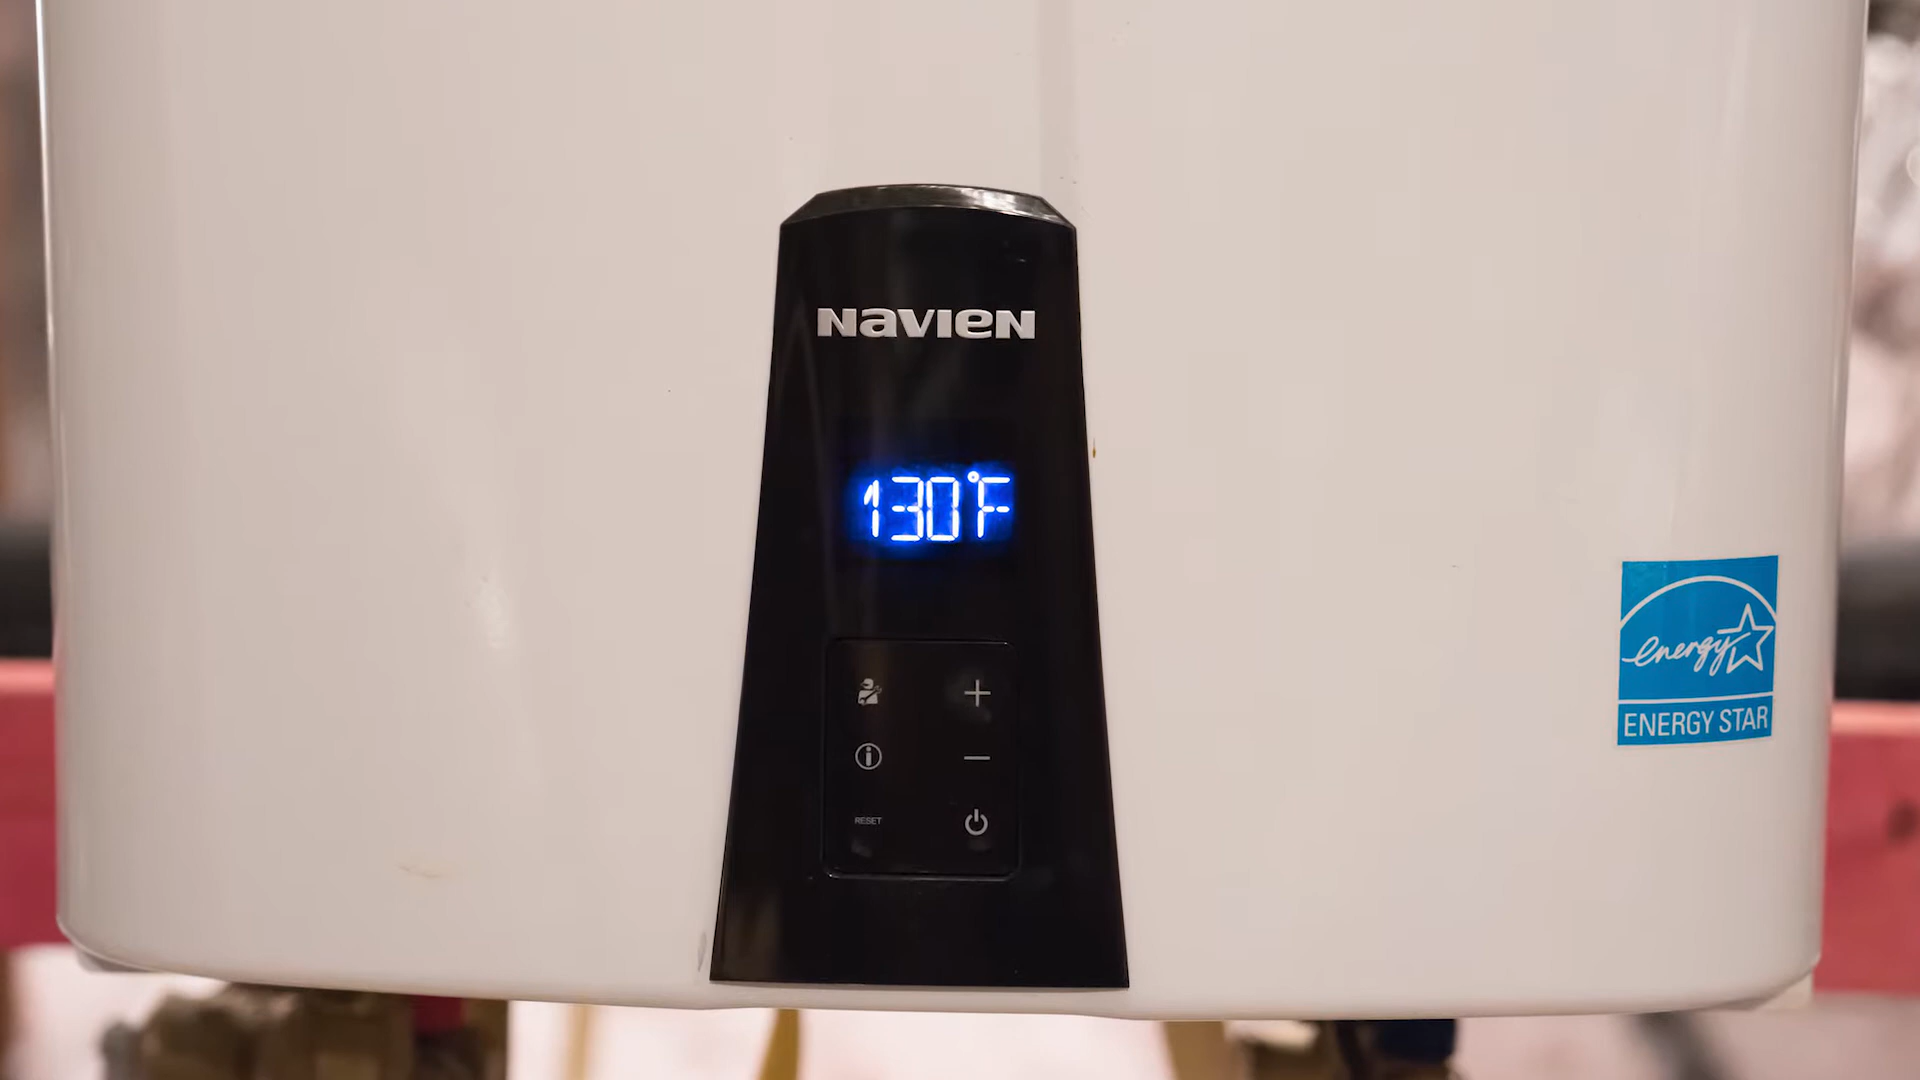 NAVIEN
130°F
RESET
energy
ENERGY STAR